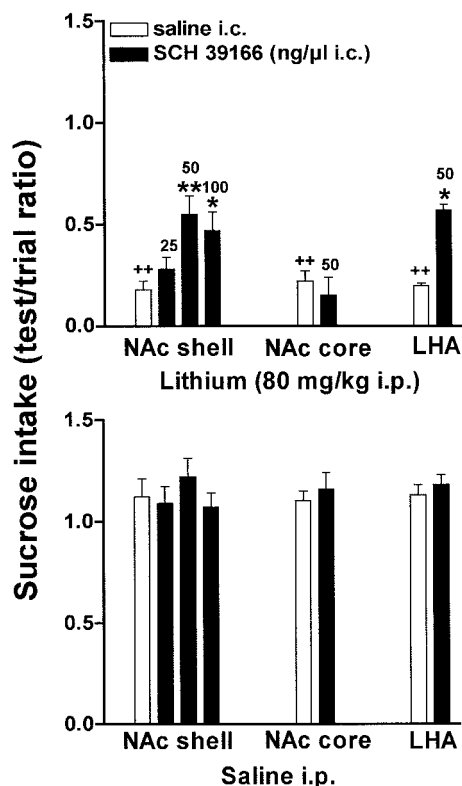 saline i.c.
SCH 39166 (ng/µl i.c.)
Sucrose intake (test/trial ratio)
1.5
1.0
0.5
0.0
++
25
50
**
100
*
++
50
++
50
*
NAc shell NAc core LHA
Lithium (80 mg/kg i.p.)
1.5
1.0
0.5
0.0
NAc shell NAc core LHA
Saline i.p.